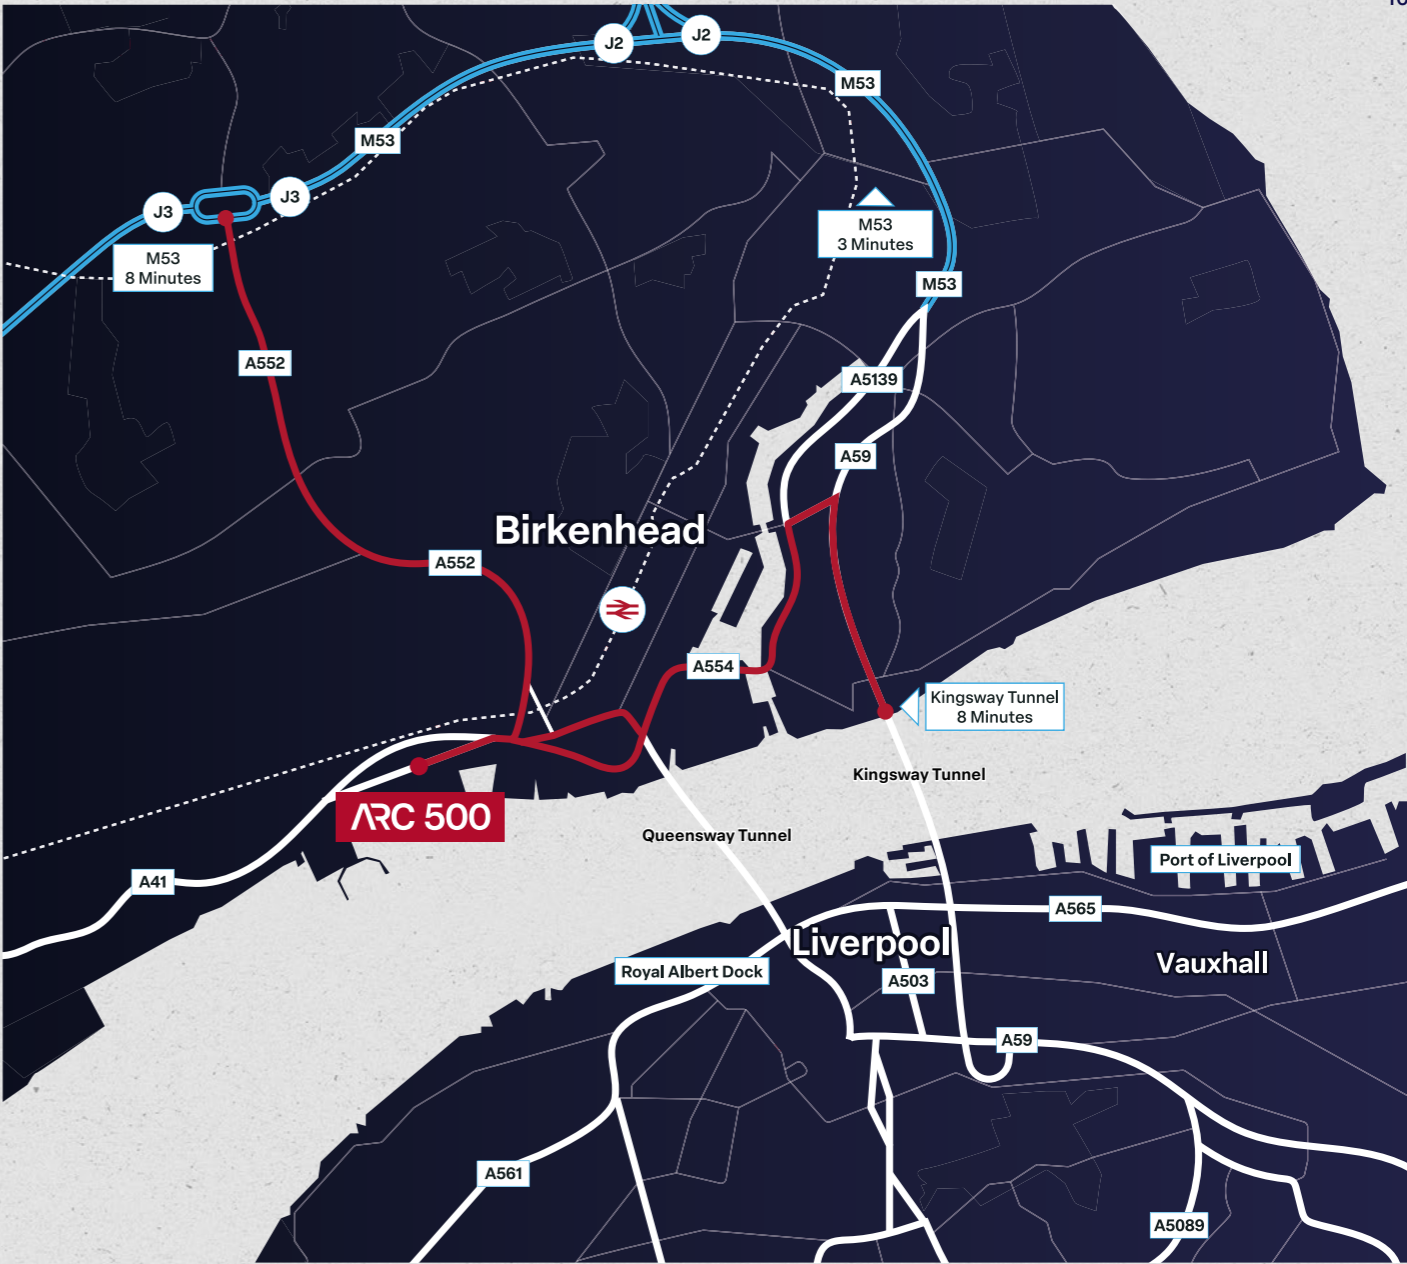 J2
J2
M53
M53
J3
J3
M53
3 Minutes
M53
8 Minutes
M53
A552
A5139
A59
Birkenhead
A552
A554
Kingsway Tunnel
8 Minutes
Kingsway Tunnel
ARC 500
Queensway Tunnel
Port of Liverpool
A41
A565
Liverpool
Vauxhall
Royal Albert Dock
A503
A59
A561
A5089